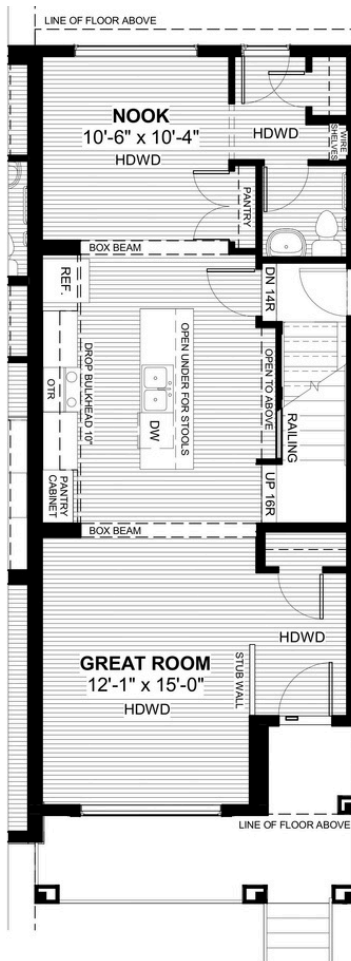 LINE OF FLOOR ABOVE
NOOK
10'-6" x 10'-4"
HDWD
HDWD
WIRE
SHELVES
PANTRY
BOX BEAM
REF.
DN 14R
DROP BULKHEAD 10"
OPEN UNDER FOR STOOLS
OPEN TO ABOVE
OTR
DW
RAILING
PANTRY
CABINET
UP 16R
BOX BEAM
HDWD
GREAT ROOM
12'-1" x 15'-0"
HDWD
STUB WALL
LINE OF FLOOR ABOVE